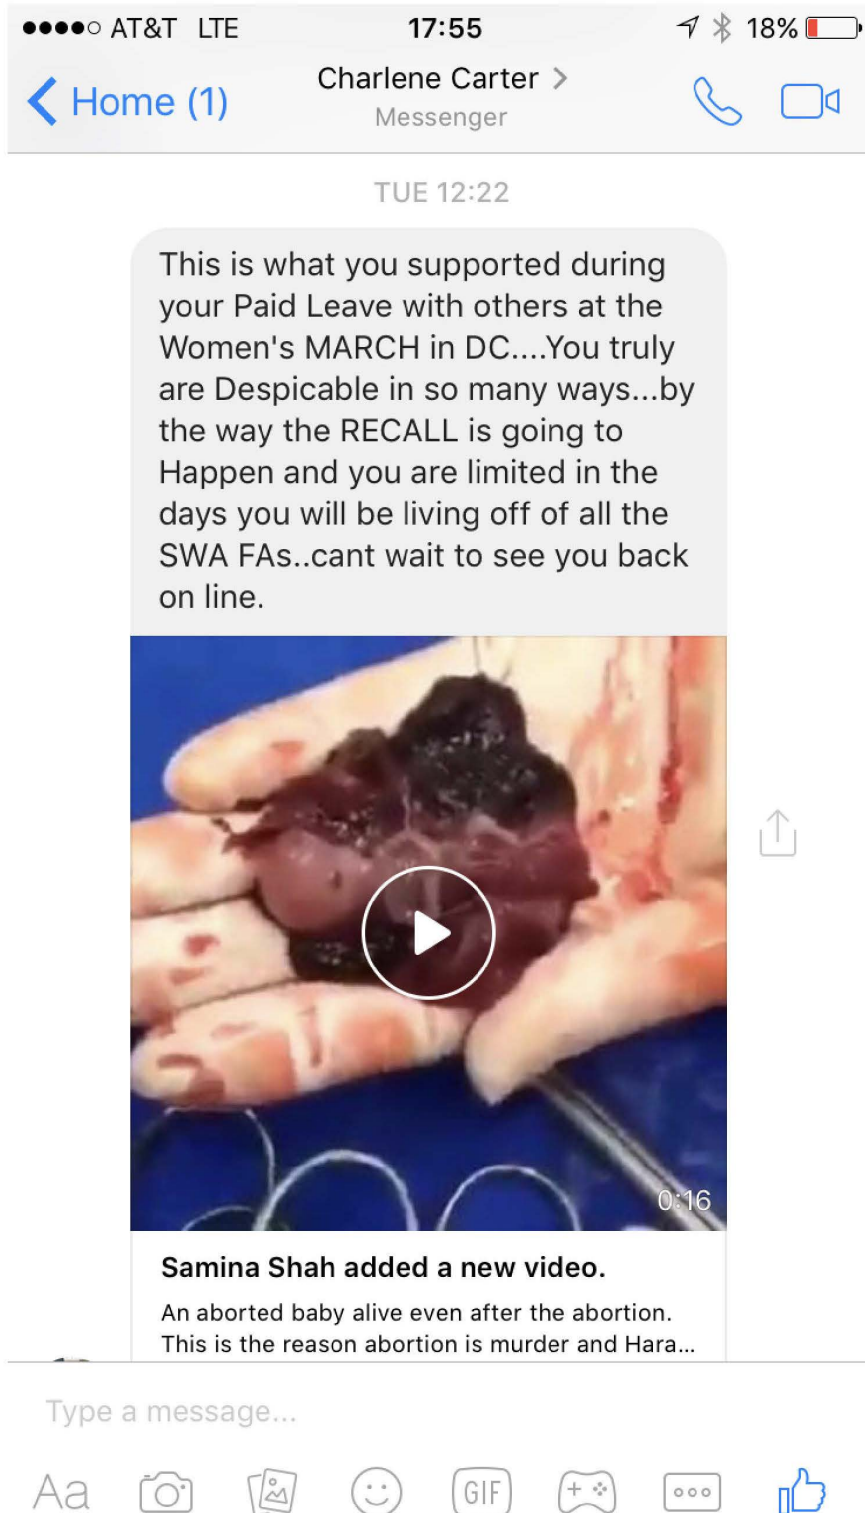 AT&T LTE 17:55 18%
Home (1) Charlene Carter
Messenger
TUE 12:22
This is what you supported during
your Paid Leave with others at the
Women's MARCH in DC....You truly
are Despicable in so many ways...by
the way the RECALL is going to
Happen and you are limited in the
days you will be living off of all the
SWA FAs..cant wait to see you back
on line.
0:16
Samina Shah added a new video.
An aborted baby alive even after the abortion.
This is the reason abortion is murder and Hara...
Type a message...
Aa GIF